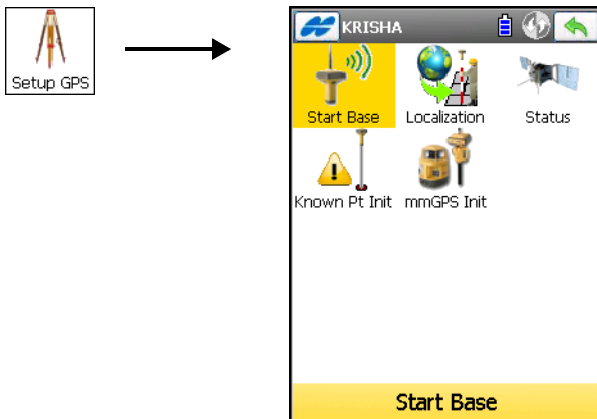 Setup GPS
KRISHA
Start Base
Localization
Status
Known Pt Init
mmGPS Init
Start Base